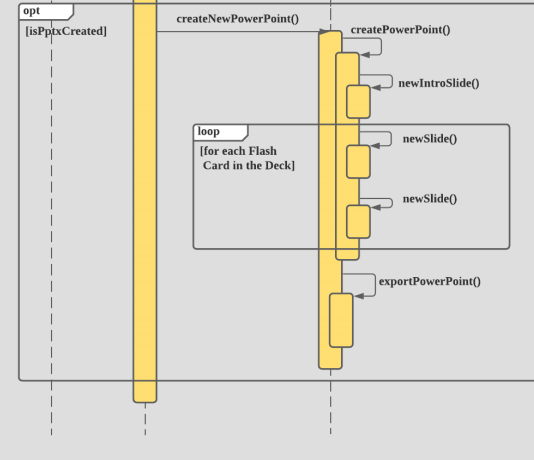 opt
createNewPowerPoint()
[isPptxCreated]
createPowerPoint()
newIntroSlide()
loop
[for each Flash
Card in the Deck]
newSlide()
newSlide()
exportPowerPoint()